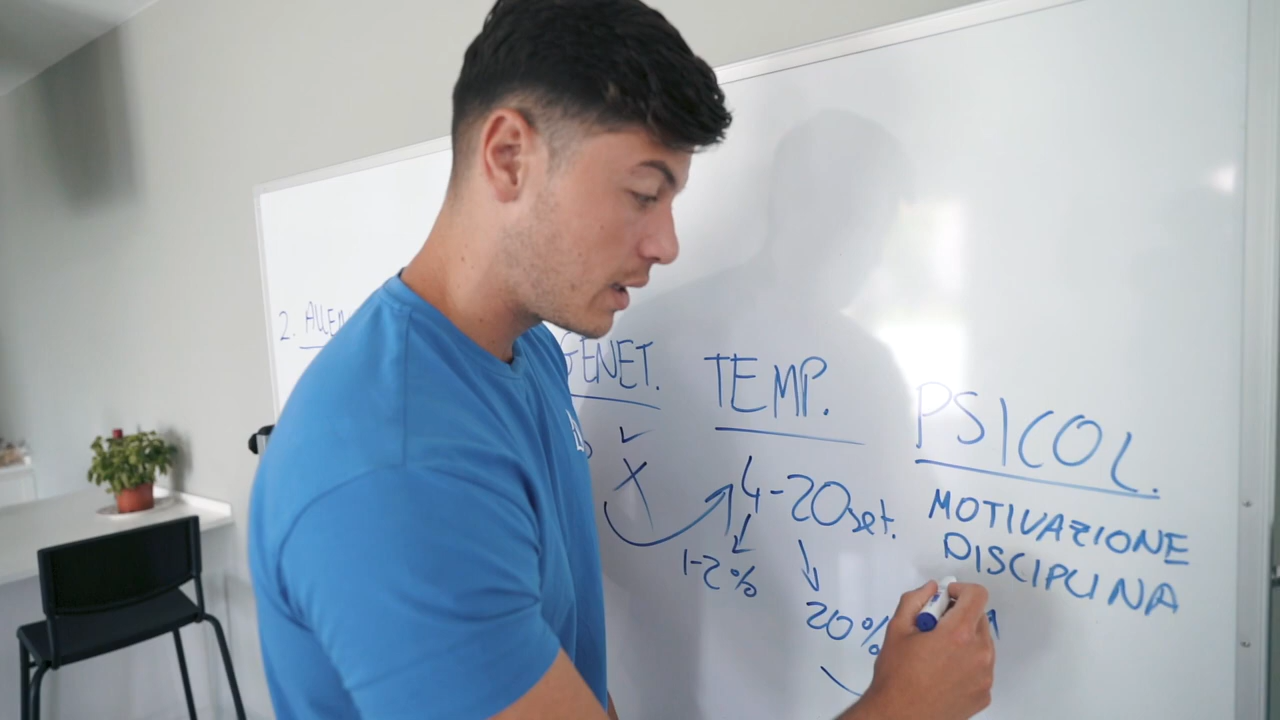 2. ALLEN
GENET.
TEMP.
PSICOL.
4-20 set.
1-2%
20%
MOTIVAZIONE
DISCIPLINA